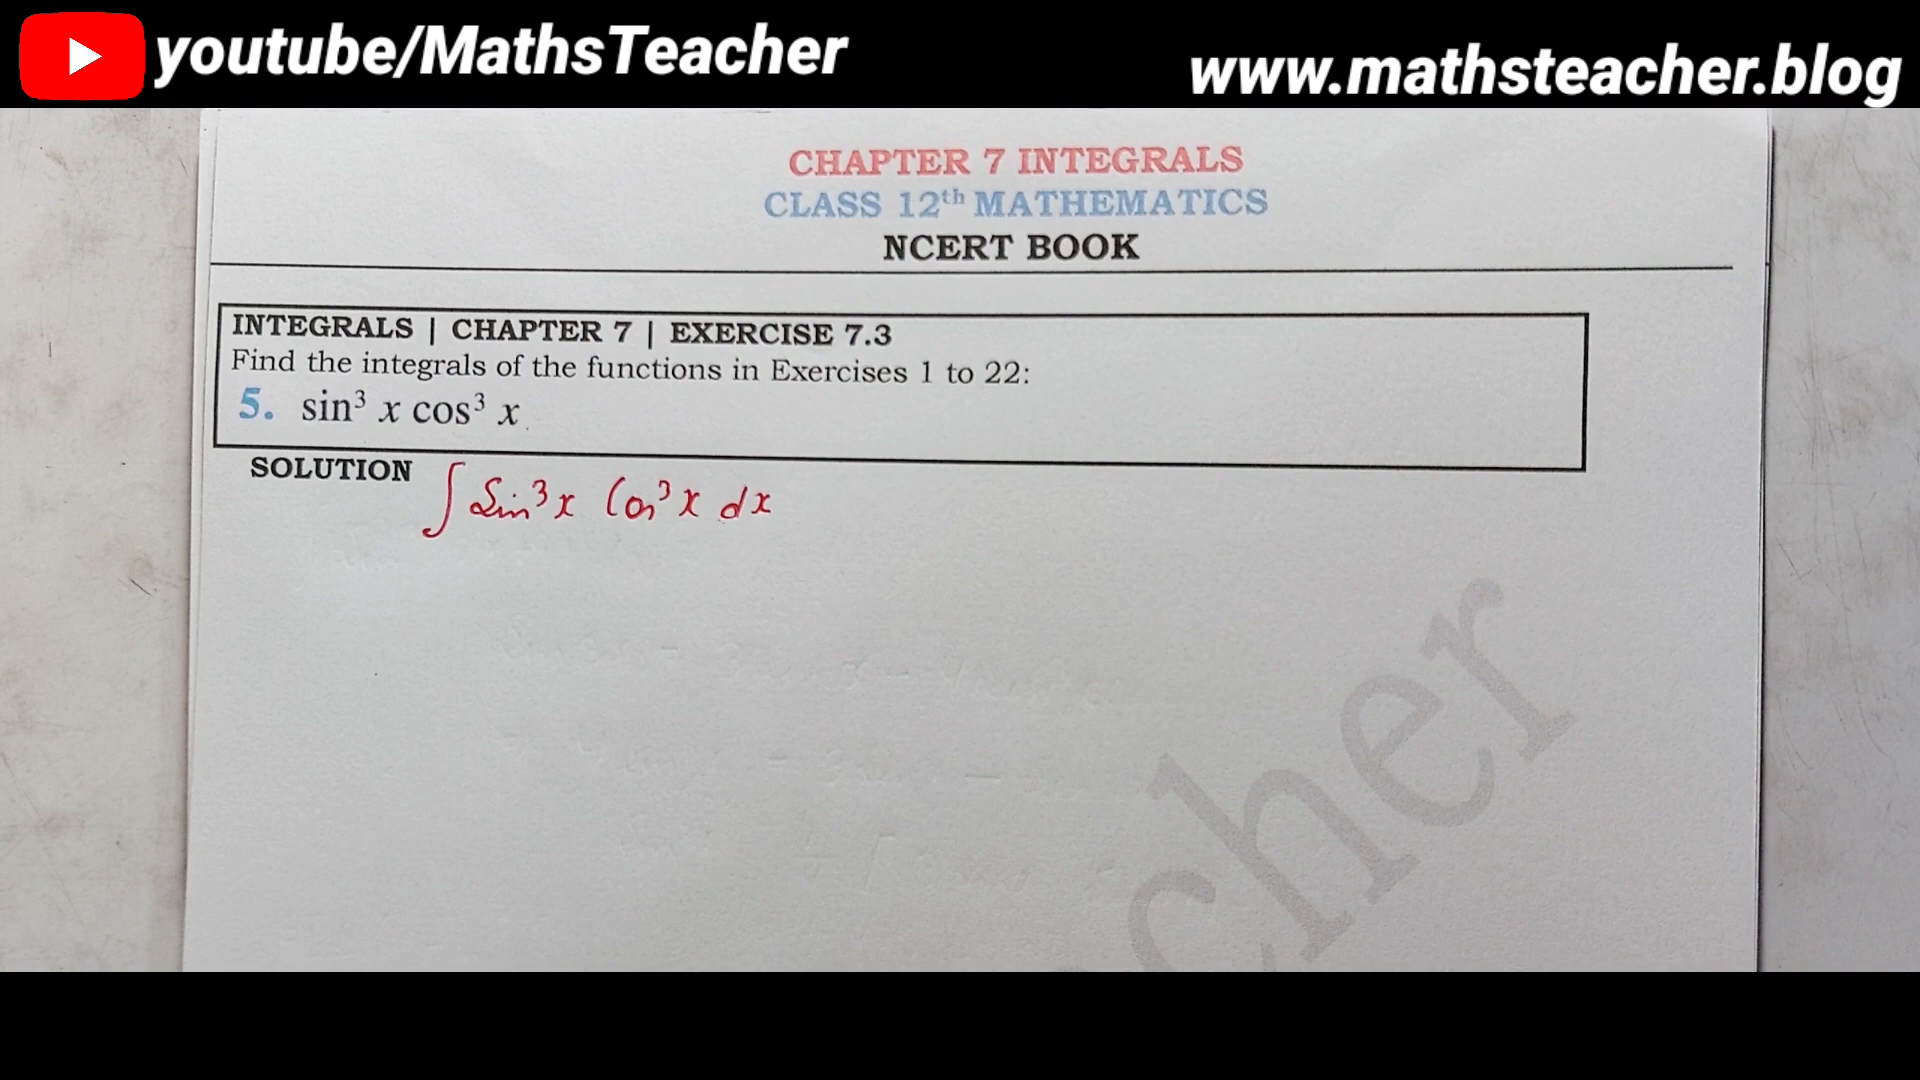 youtube/MathsTeacher
www.mathsteacher.blog
CHAPTER 7 INTEGRALS
CLASS 12th MATHEMATICS
NCERT BOOK
INTEGRALS | CHAPTER 7 | EXERCISE 7.3
Find the integrals of the functions in Exercises 1 to 22:
5. sin³ x cos³ x
SOLUTION ∫ Sin³x Cos³x dx
cher